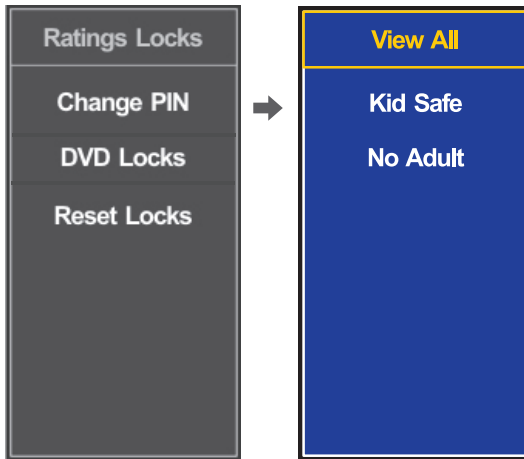 Ratings Locks
Change PIN
DVD Locks
Reset Locks
View All
Kid Safe
No Adult